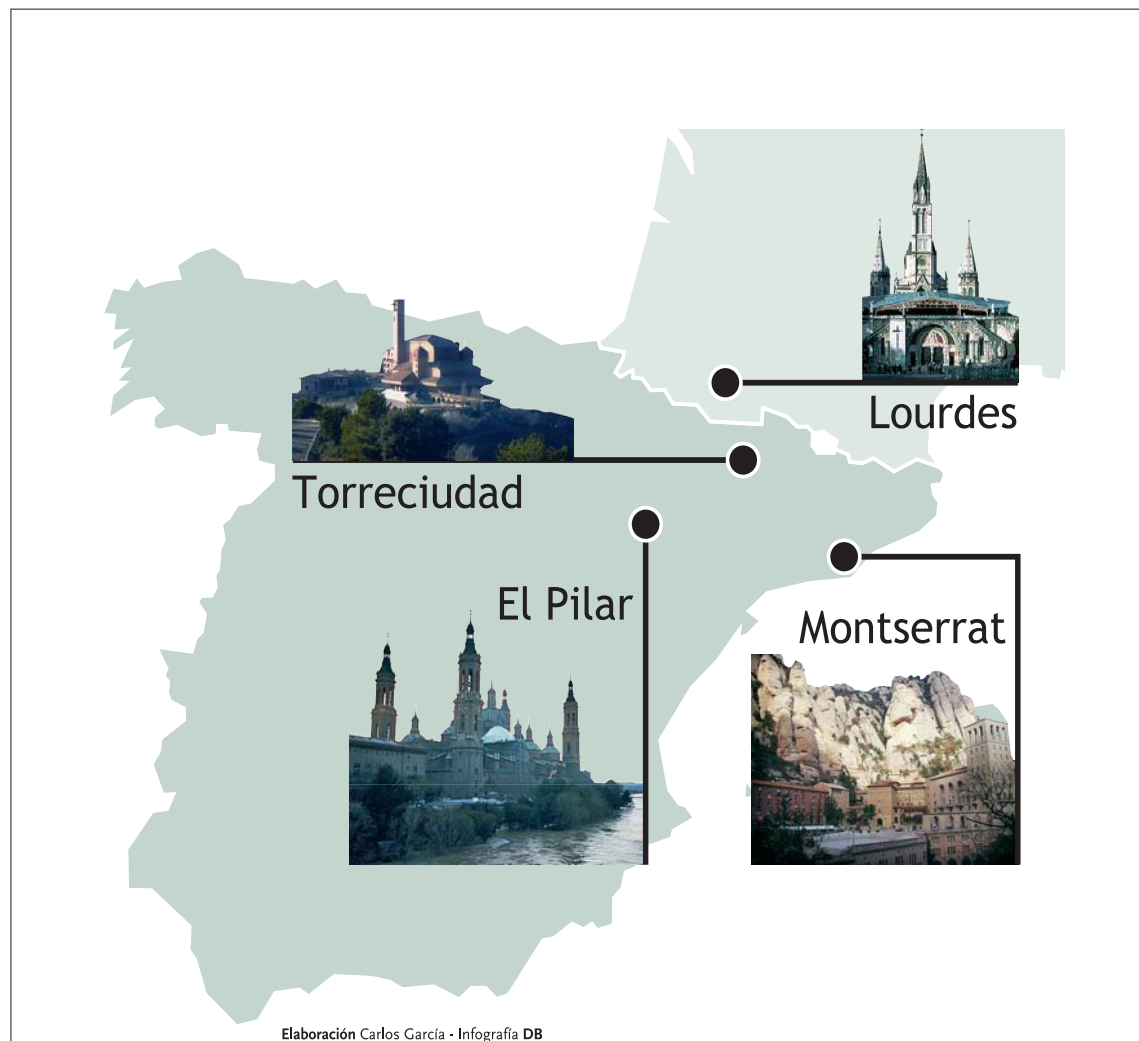 Lourdes
Torreciudad
El Pilar
Montserrat
Elaboración Carlos García - Infografía DB